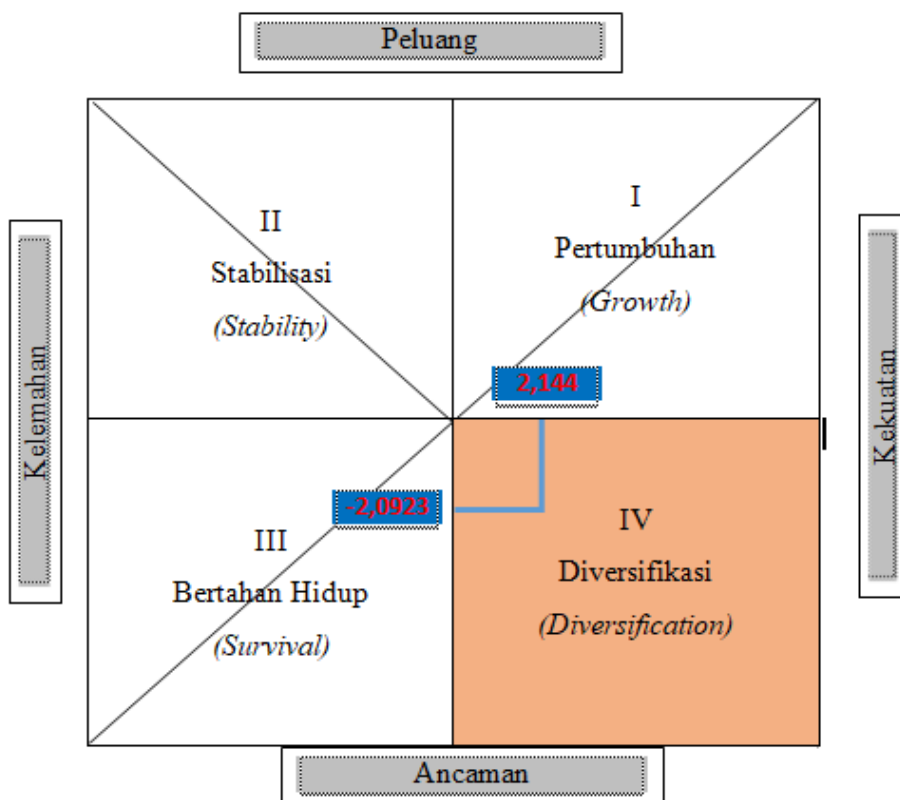 Peluang
II
Stabilisasi
(Stability)
I
Pertumbuhan
(Growth)
Kelemahan
Kekuatan
2,144
-2,0923
III
Bertahan Hidup
(Survival)
IV
Diversifikasi
(Diversification)
Ancaman